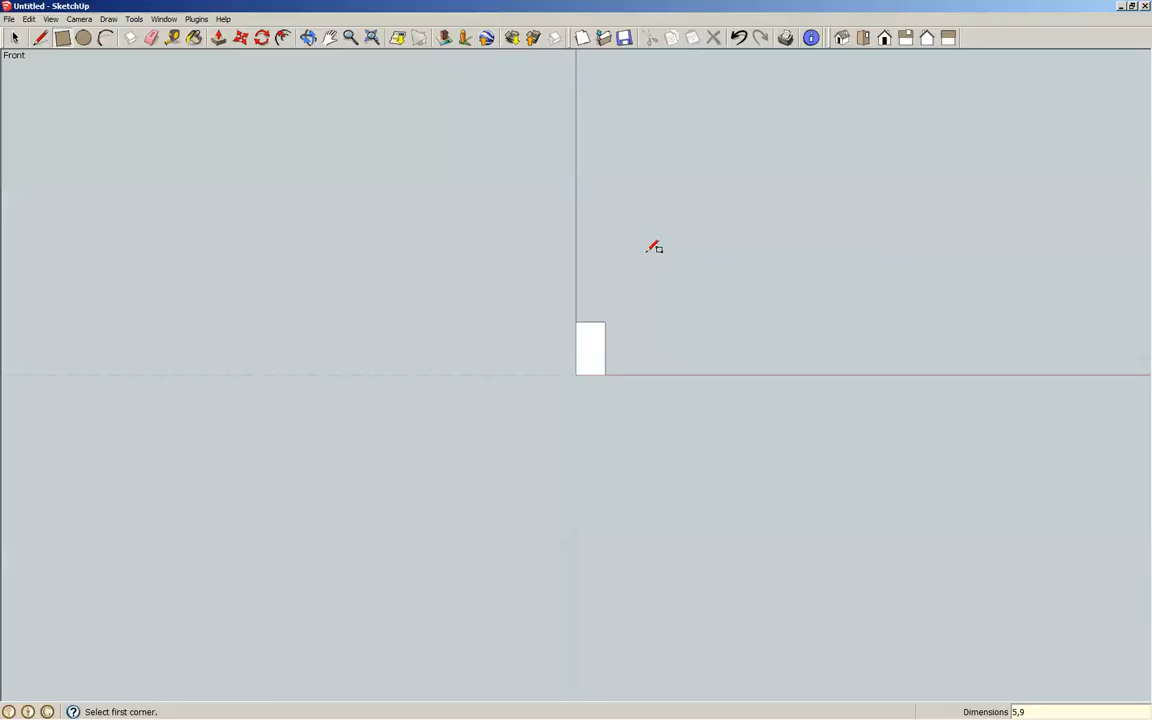 Untitled - SketchUp
File Edit View Camera Draw Tools Window Plugins Help
Front
Select first corner.
Dimensions 5,9